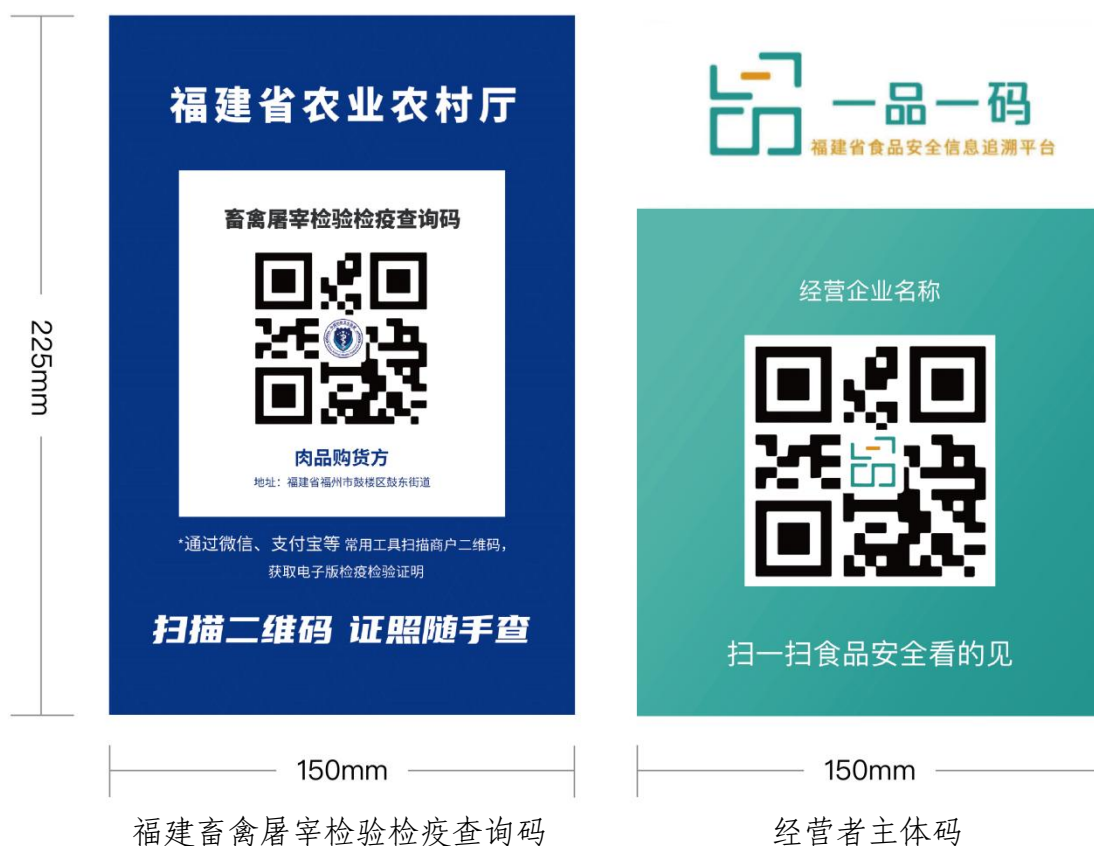 225mm
福建省农业农村厅
畜禽屠宰检验检疫查询码
肉品购货方
地址：福建省福州市鼓楼区鼓东街道
*通过微信、支付宝等 常用工具扫描商户二维码，
获取电子版检疫检验证明
扫描二维码 证照随手查
150mm
福建畜禽屠宰检验检疫查询码
一品一码
福建省食品安全信息追溯平台
经营企业名称
扫一扫食品安全看的见
150mm
经营者主体码